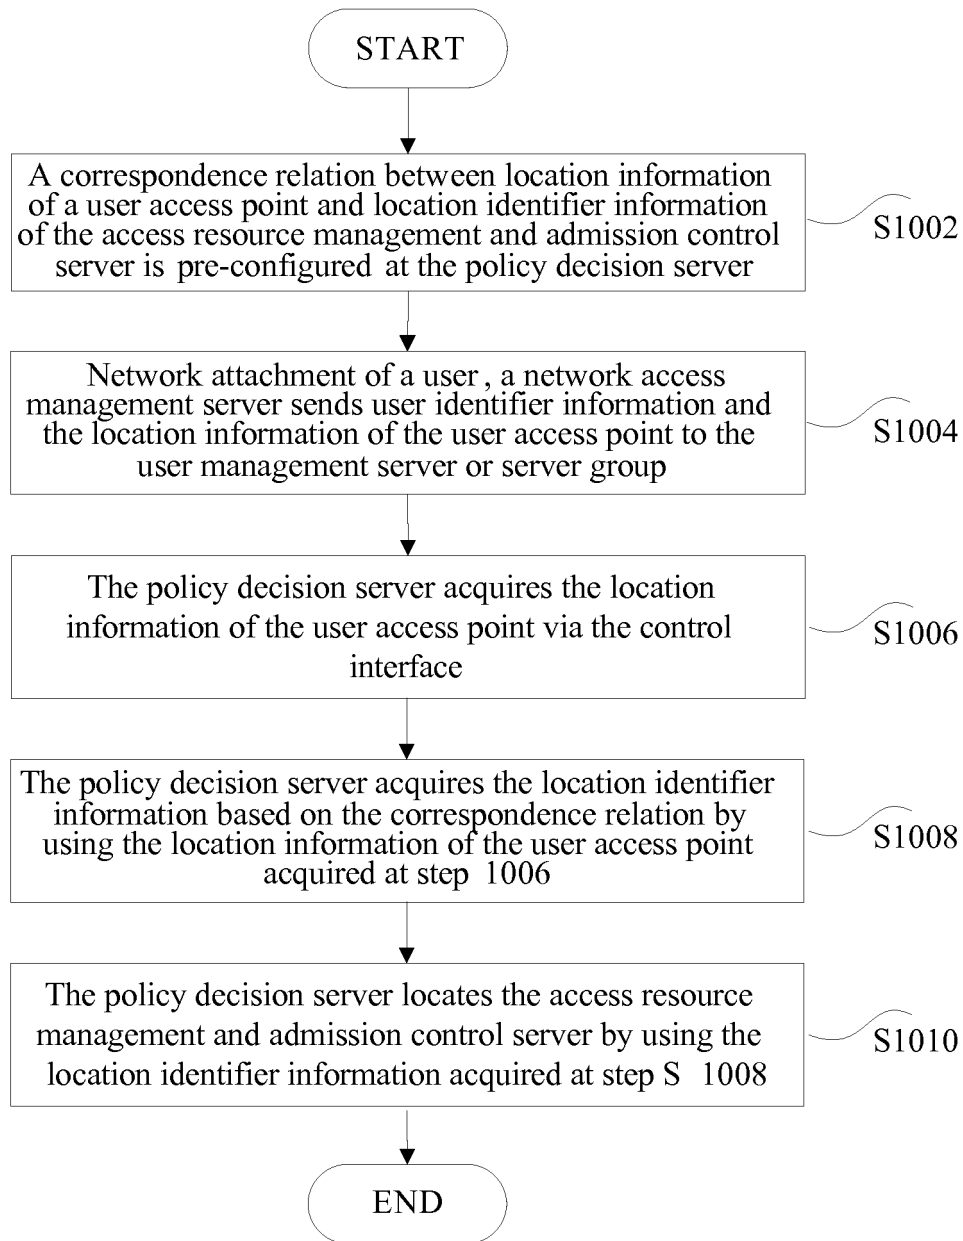 START
A correspondence relation between location information
of a user access point and location identifier information
of the access resource management and admission control
server is pre-configured at the policy decision server
S1002
Network attachment of a user, a network access
management server sends user identifier information and
the location information of the user access point to the
user management server or server group
S1004
The policy decision server acquires the location
information of the user access point via the control
interface
S1006
The policy decision server acquires the location identifier
information based on the correspondence relation by
using the location information of the user access point
acquired at step 1006
S1008
The policy decision server locates the access resource
management and admission control server by using the
location identifier information acquired at step S 1008
S1010
END